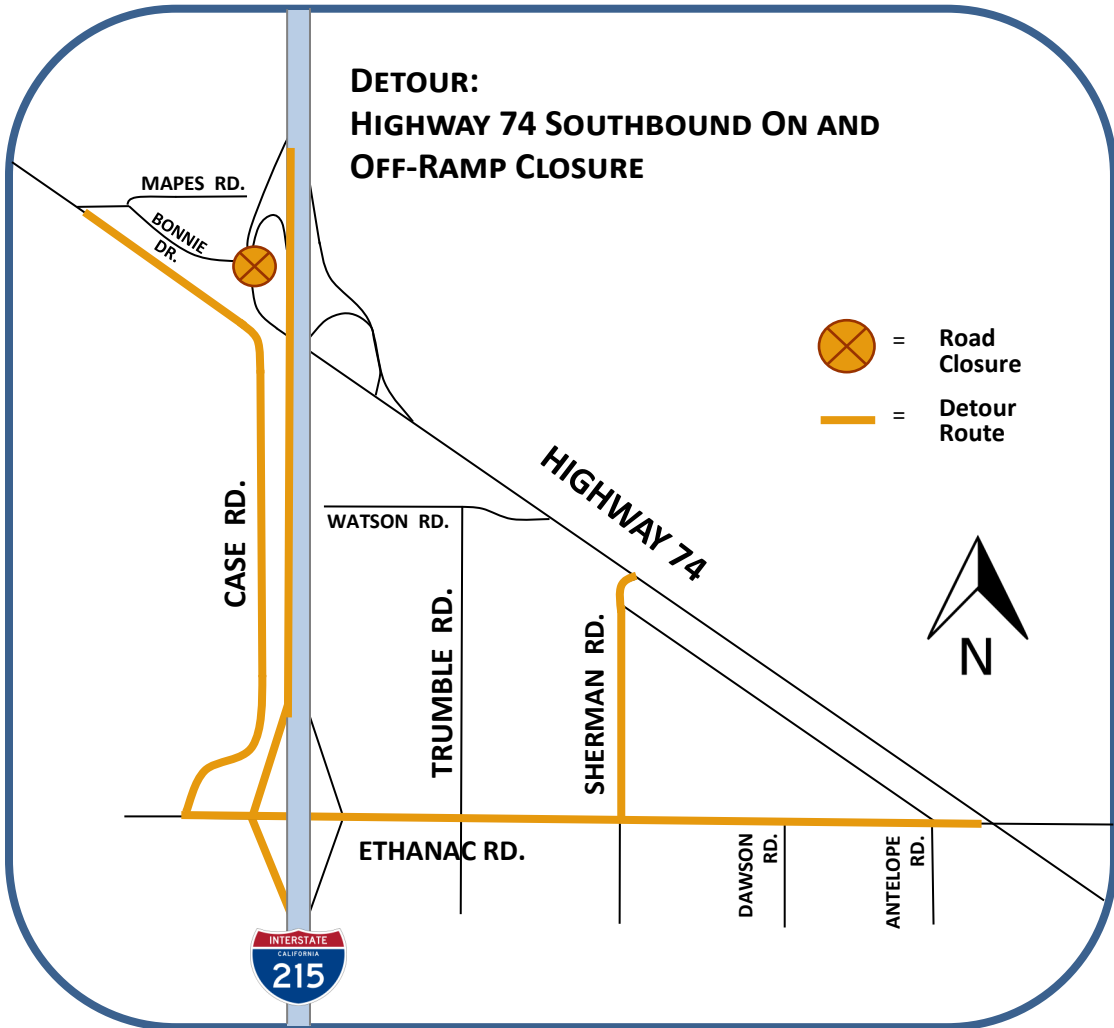 DETOUR:
HIGHWAY 74 SOUTHBOUND ON AND
OFF-RAMP CLOSURE
MAPES RD.
BONNIE
DR.
= Road
Closure
= Detour
Route
HIGHWAY 74
WATSON RD.
CASE RD.
TRUMBLE RD.
SHERMAN RD.
N
ETHANAC RD.
DAWSON
RD.
ANTELOPE
RD.
INTERSTATE
CALIFORNIA
215